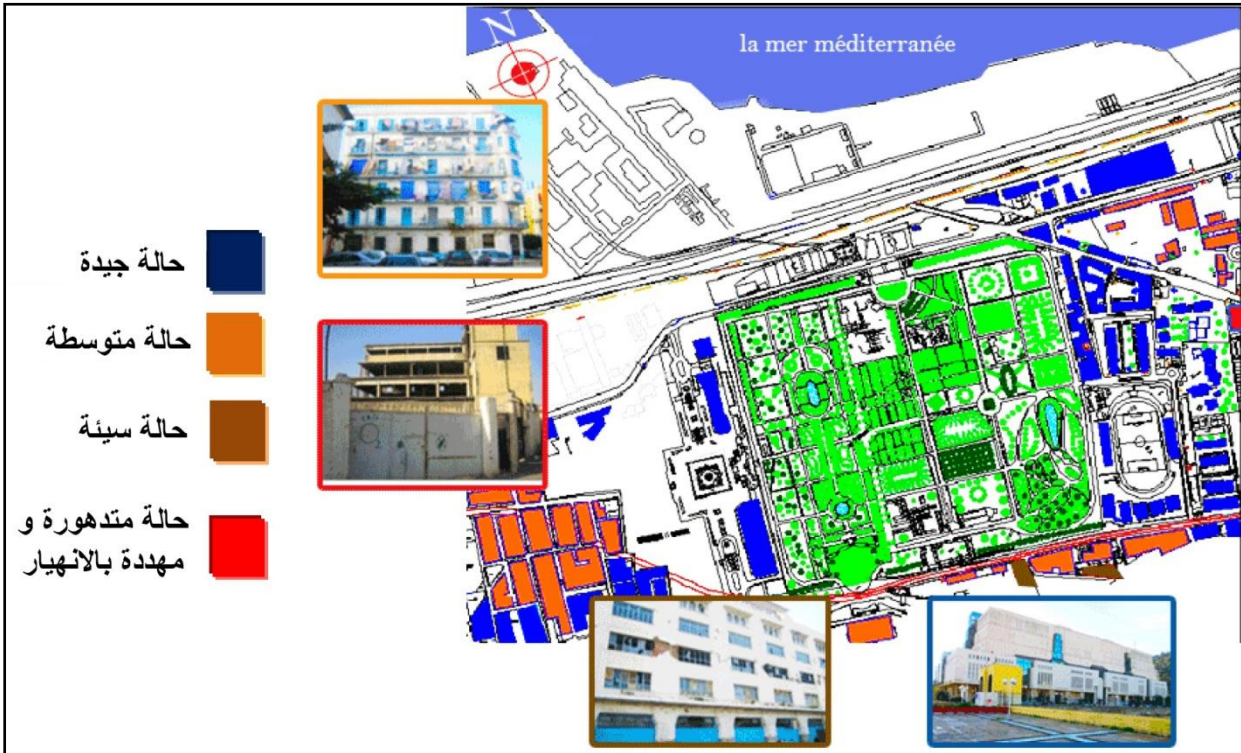 N
la mer méditerranée
حالة جيدة
حالة متوسطة
حالة سيئة
حالة متدهورة و
مهددة بالانهيار